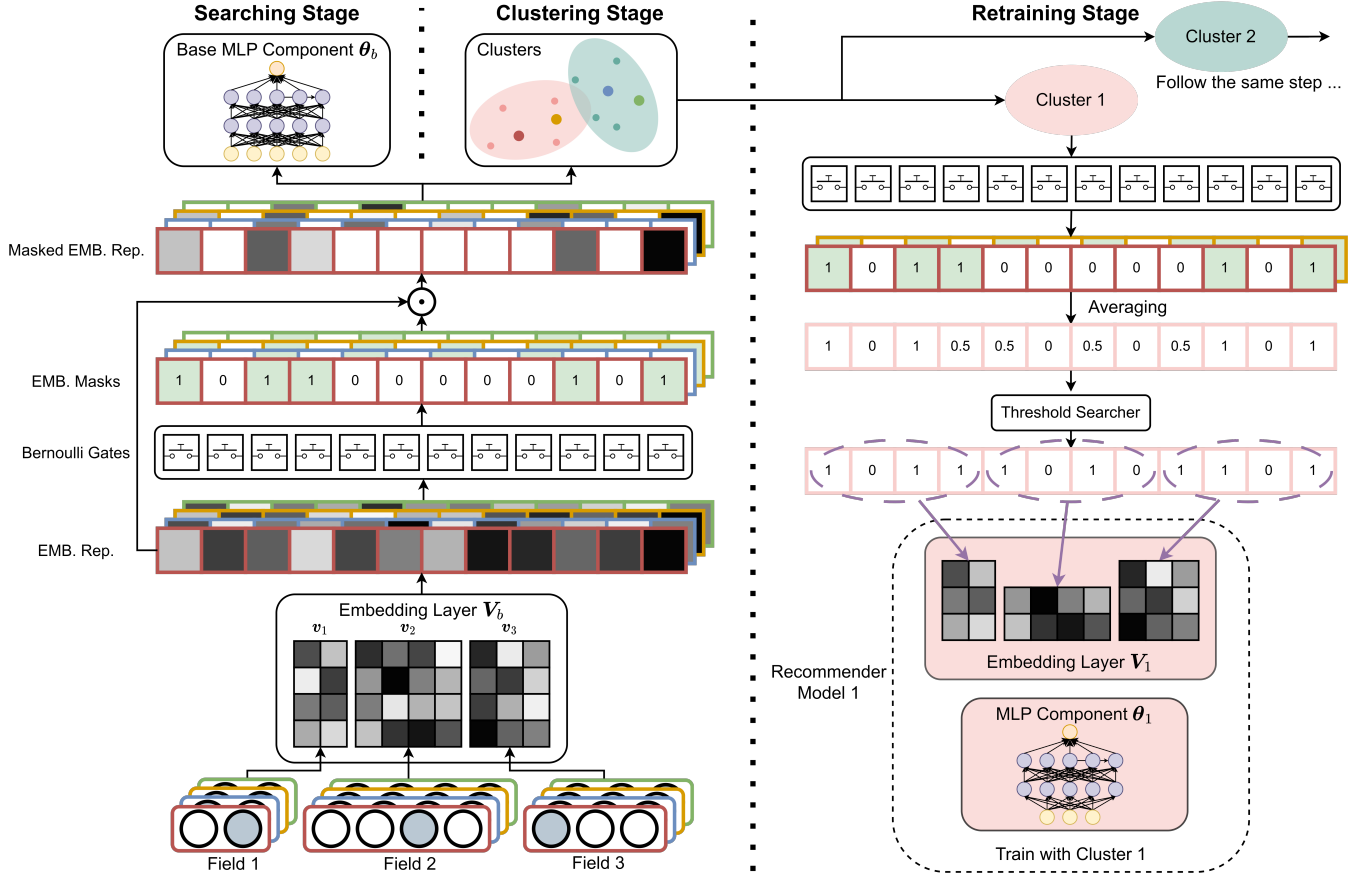 Searching Stage
Clustering Stage
Retraining Stage
Base MLP Component θb
Clusters
Cluster 2
Follow the same step ...
Cluster 1
Masked EMB. Rep.
1 0 1 1 0 0 0 0 0 1 0 1
Averaging
1 0 1 0.5 0.5 0 0.5 0 0.5 1 0 1
EMB. Masks
1 0 1 1 0 0 0 0 0 1 0 1
Threshold Searcher
Bernoulli Gates
1 0 1 1 1 0 1 0 1 1 0 1
EMB. Rep.
Embedding Layer Vb
v1 v2 v3
Embedding Layer V1
Recommender
Model 1
MLP Component θ1
Field 1
Field 2
Field 3
Train with Cluster 1